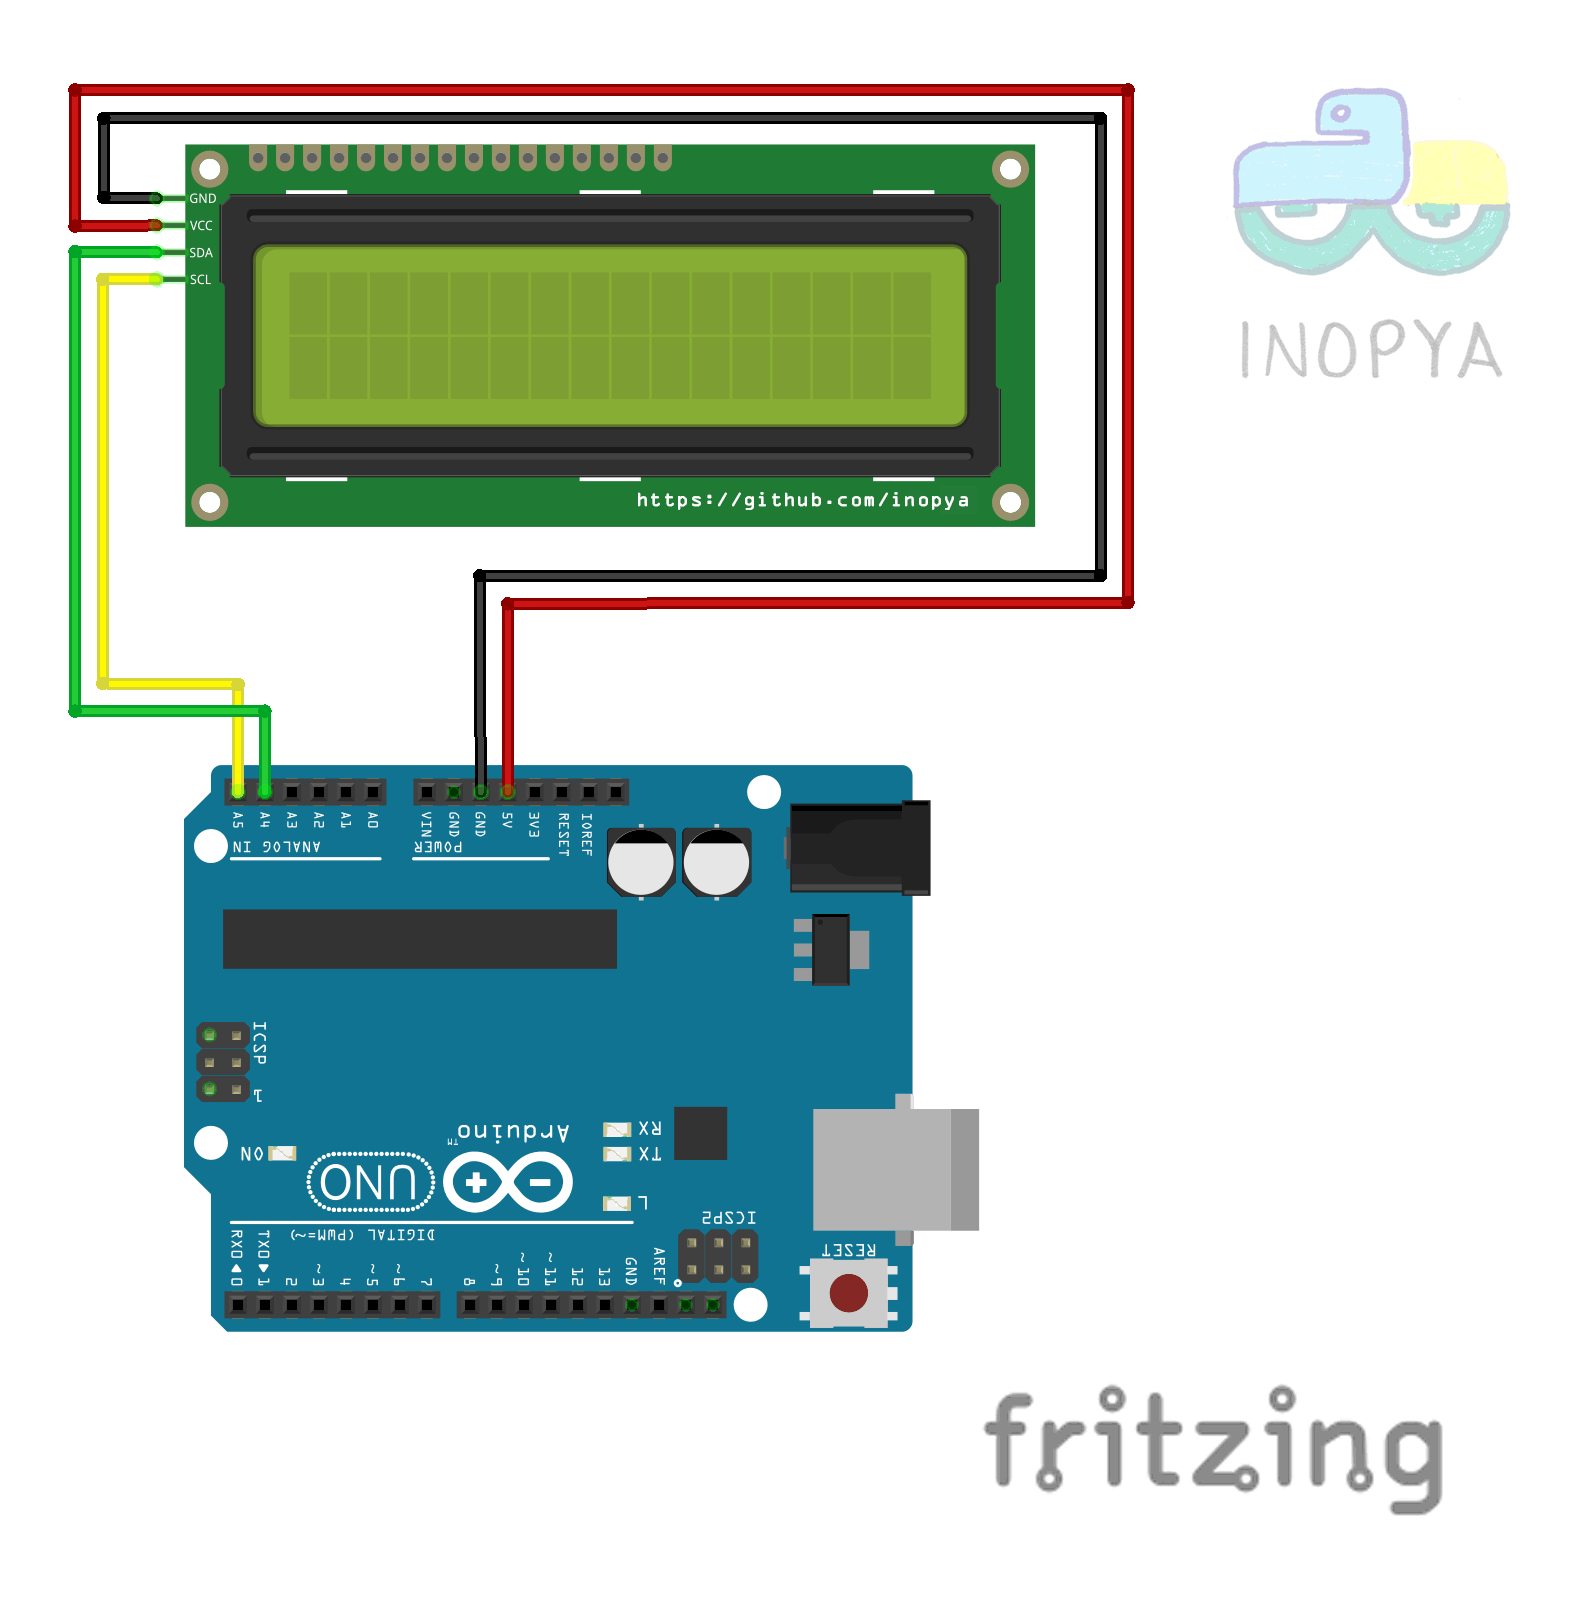 GND
VCC
SDA
SCL
INOPYA
https://github.com/inopya
A5 A4 A3 A2 A1 A0
VIN GND GND 5V 3V3 RESET IOREF
ANALOG IN
POWER
ICSP
1
Arduino
TM
RX
TX
ON
UNO
L
ICSP2
DIGITAL (PWM=~)
RX0 TX0
RESET
0 1 2 ~3 4 ~5 ~6 7 8 ~9 ~10 ~11 12 13 GND AREF
fritzing